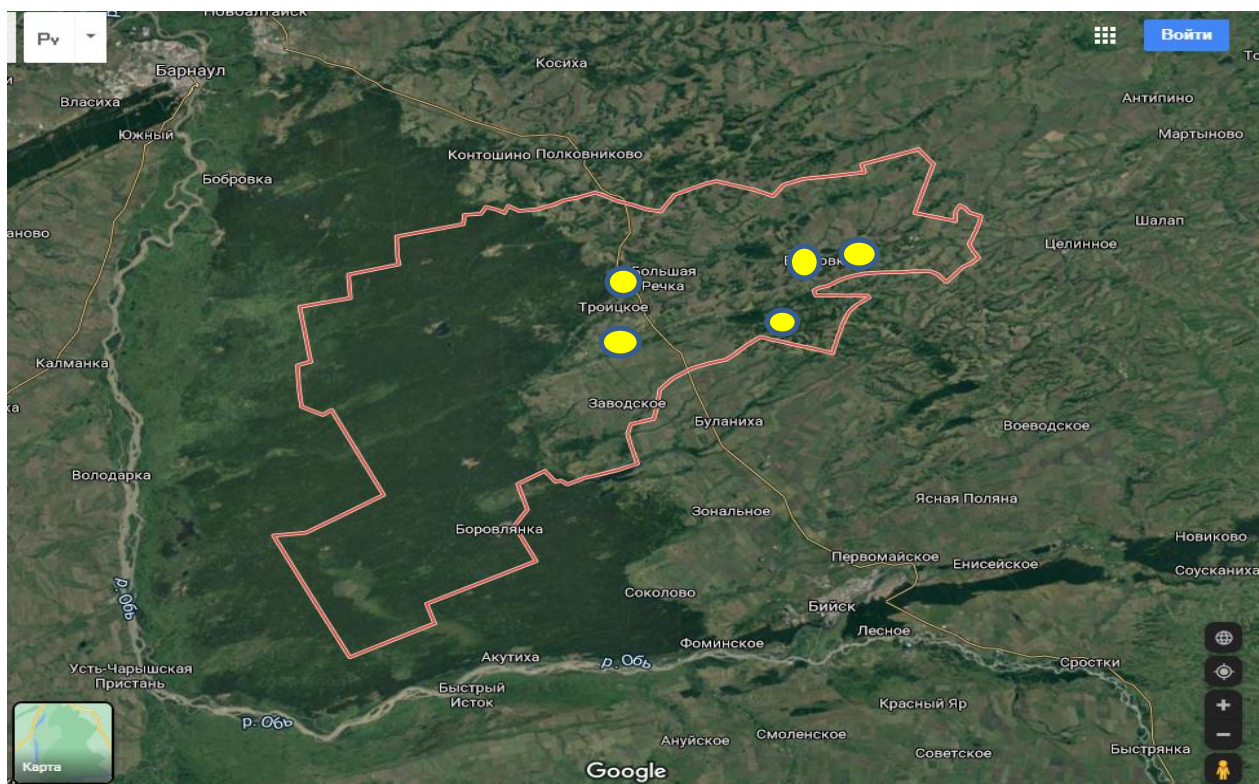 Новоалтайск
Ру
Войти
Барнаул
Косиха
Власиха
Антипино
Южный
Мартыново
Контошино
Полковниково
Бобровка
Шалап
Целинное
Большая
Речка
Троицкое
Калманка
Заводское
Буланиха
Воеводское
Володарка
Ясная Поляна
Зональное
Боровлянка
Новиково
Первомайское
Енисейское
Соусканиха
р. Обь
Соколово
Бийск
Лесное
Фоминское
Акутиха
р. Обь
Сростки
Усть-Чарышская
Пристань
Быстрый
Исток
Красный Яр
р. Обь
Смоленское
Ануйское
Советское
Быстрянка
Карта
Google